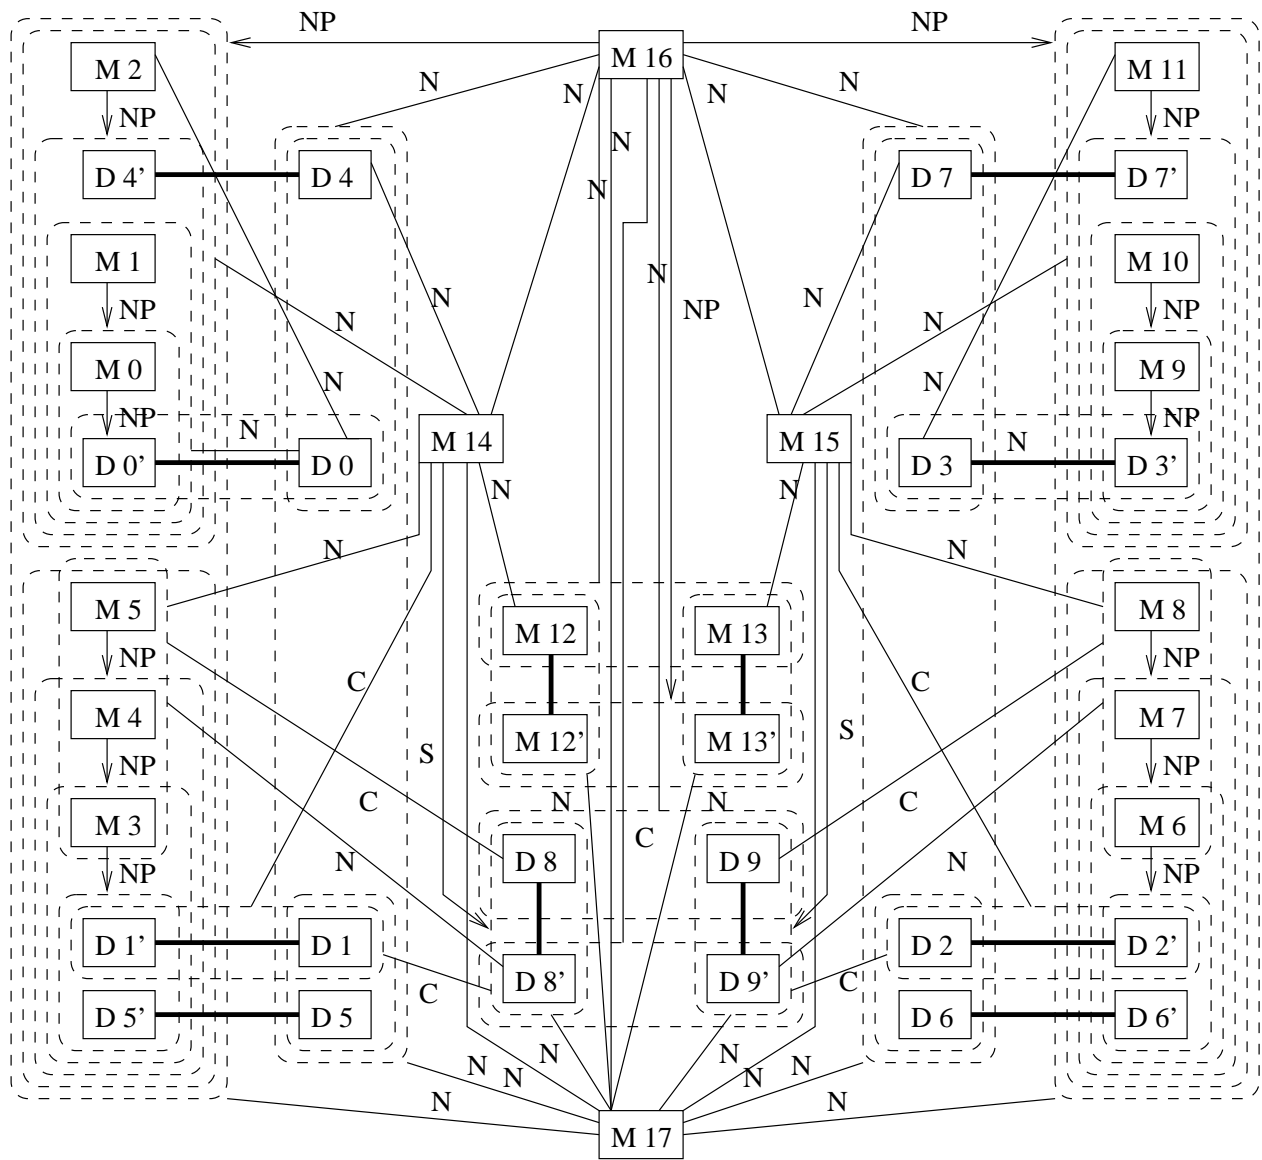 NP NP
M 16
M 2 N N M 11
N N
NP N NP
D 4’ D 4 N D 7 D 7’
M 1 N M 10
NP N N NP N NP
N N
M 0 N N M 9
NP N NP
D 0’ D 0 M 14 M 15 D 3 N D 3’
N N
N N
M 5 M 8
M 12 M 13
NP NP
C C
M 4 M 7
M 12’ M 13’ S
S
NP NP
C N N C
M 3 C M 6
N D 8 D 9 N
NP NP
D 1’ D 1 D 2 D 2’
C D 8’ D 9’ C
D 5’ D 5 D 6 D 6’
N N
N N N N
N N
M 17